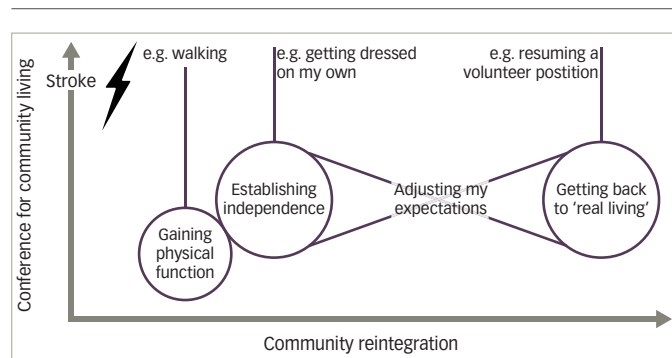 Conference for community living
Stroke
e.g. walking
e.g. getting dressed
on my own
e.g. resuming a
volunteer postition
Gaining
physical
function
Establishing
independence
Adjusting my
expectations
Getting back
to ‘real living’
Community reintegration